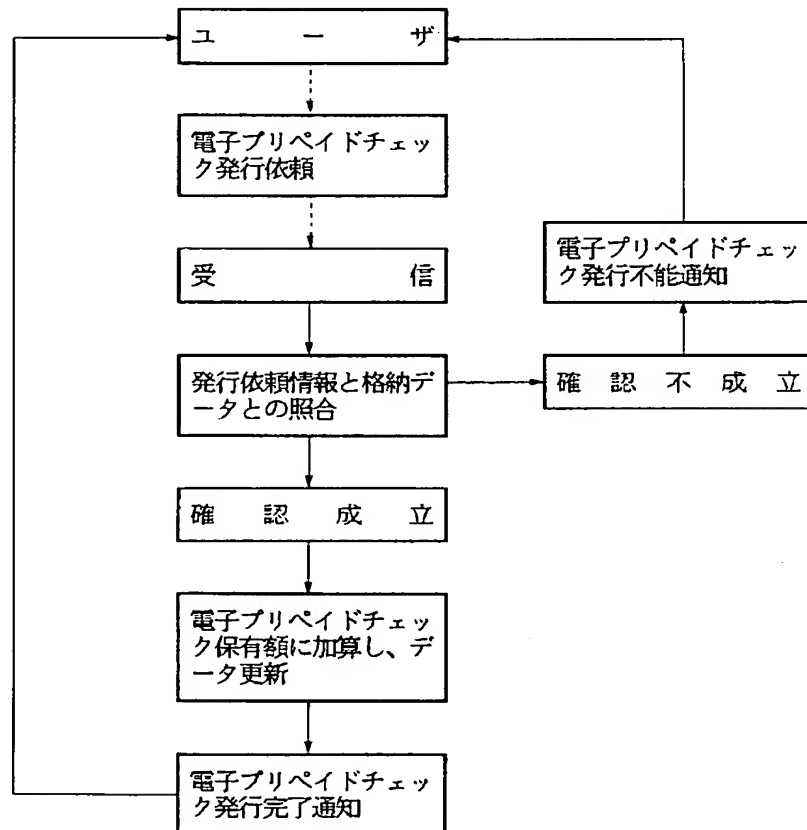 ユーザ
電子プリペイドチェッ
ク発行依頼
受信
電子プリペイドチェッ
ク発行不能通知
発行依頼情報と格納デ
ータとの照合
確認不成立
確認成立
電子プリペイドチェッ
ク保有額に加算し、デ
ータ更新
電子プリペイドチェッ
ク発行完了通知